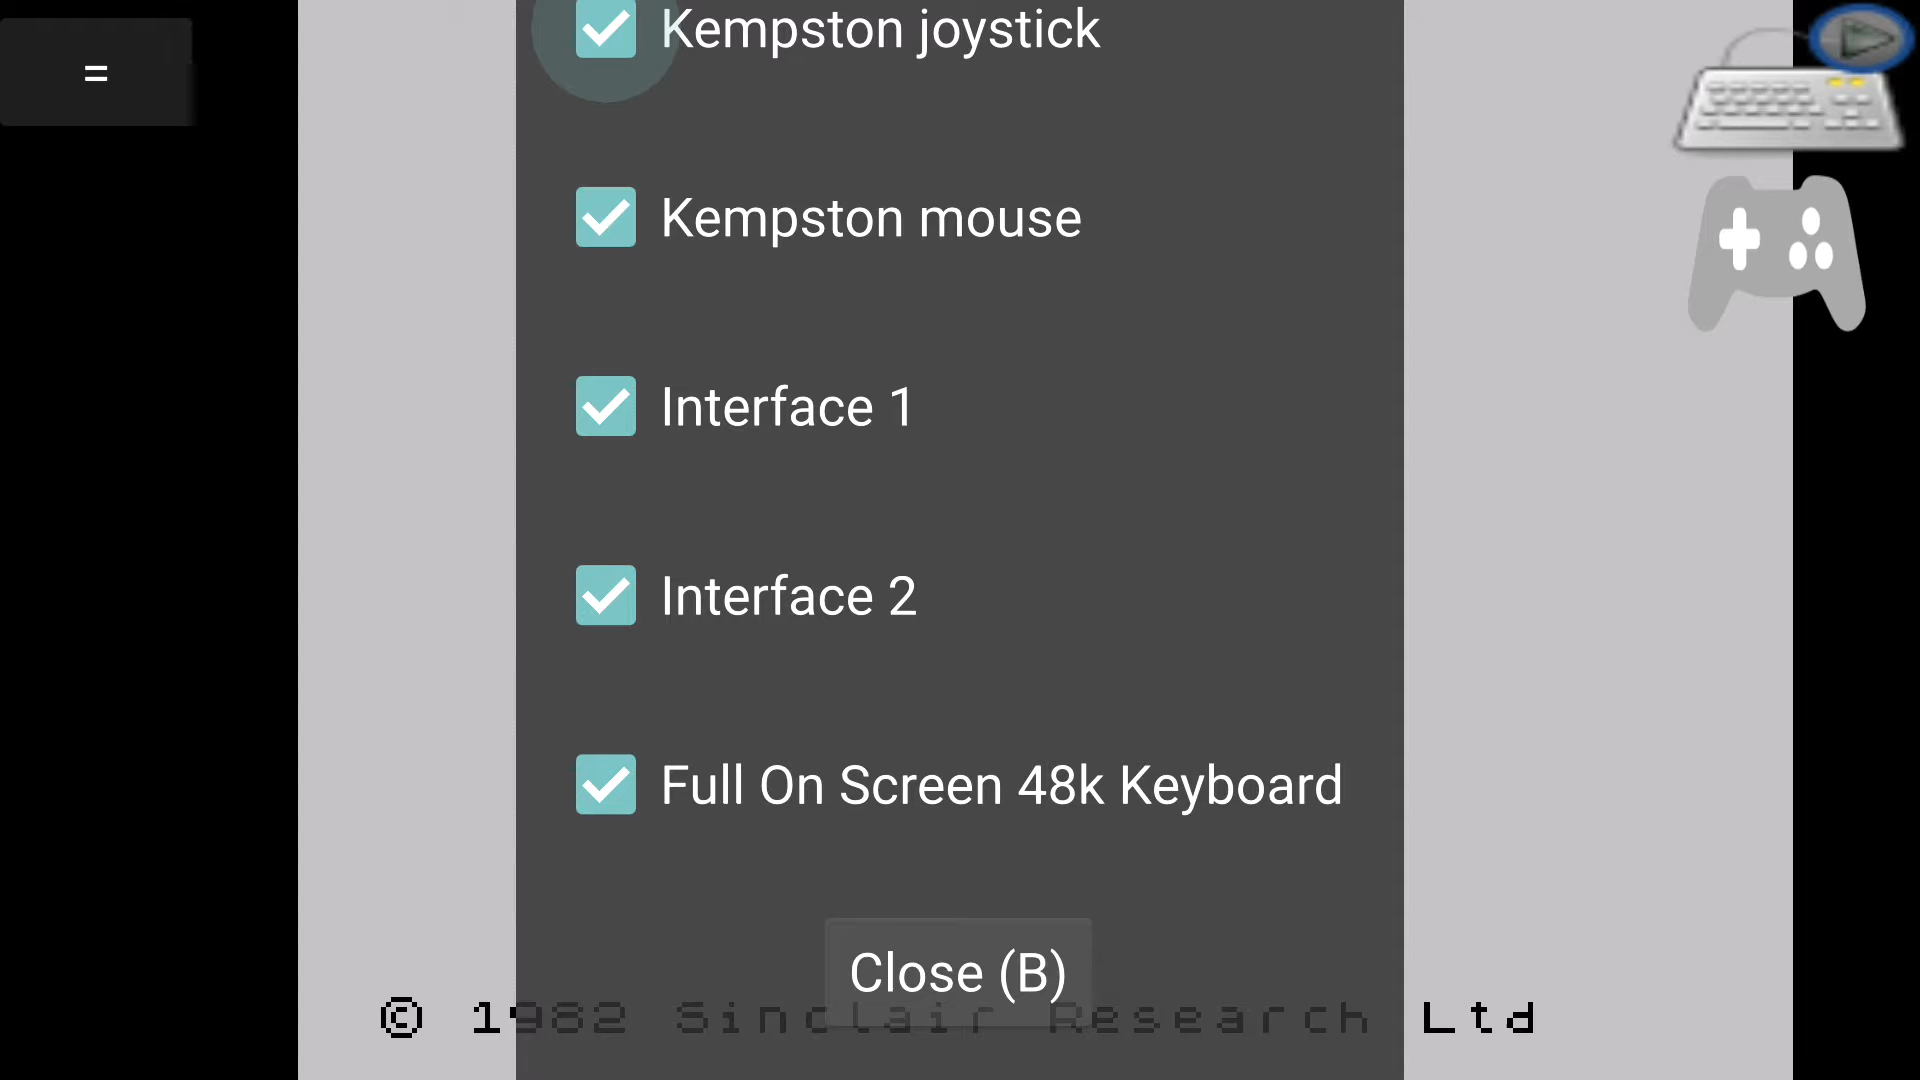 =
Kempston joystick
Kempston mouse
Interface 1
Interface 2
Full On Screen 48k Keyboard
Close (B)
© 1982 Sinclair Research Ltd